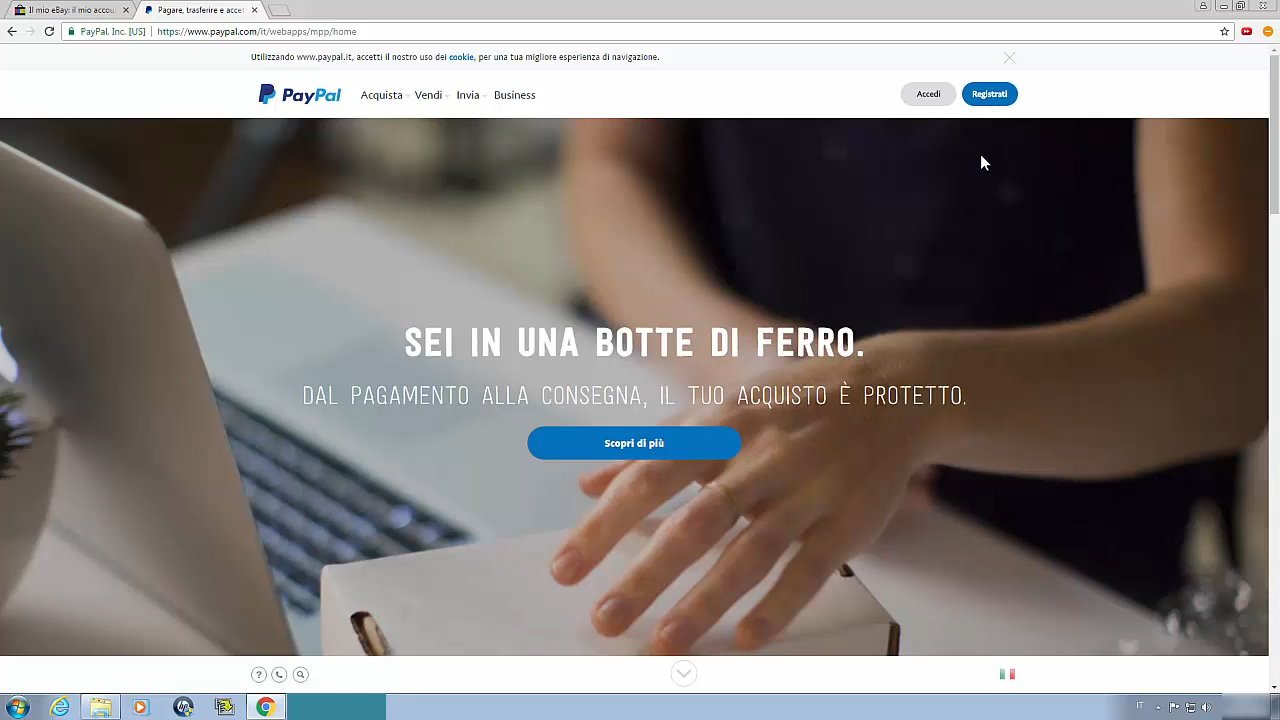 Il mio eBay: il mio accou
Pagare, trasferire e accet
PayPal, Inc. [US]
https://www.paypal.com/it/webapps/mpp/home
Utilizzando www.paypal.it, accetti il nostro uso dei cookie, per una tua migliore esperienza di navigazione.
PayPal
Acquista Vendi Invia Business
Accedi Registrati
SEI IN UNA BOTTE DI FERRO.
DAL PAGAMENTO ALLA CONSEGNA, IL TUO ACQUISTO È PROTETTO.
Scopri di più
IT